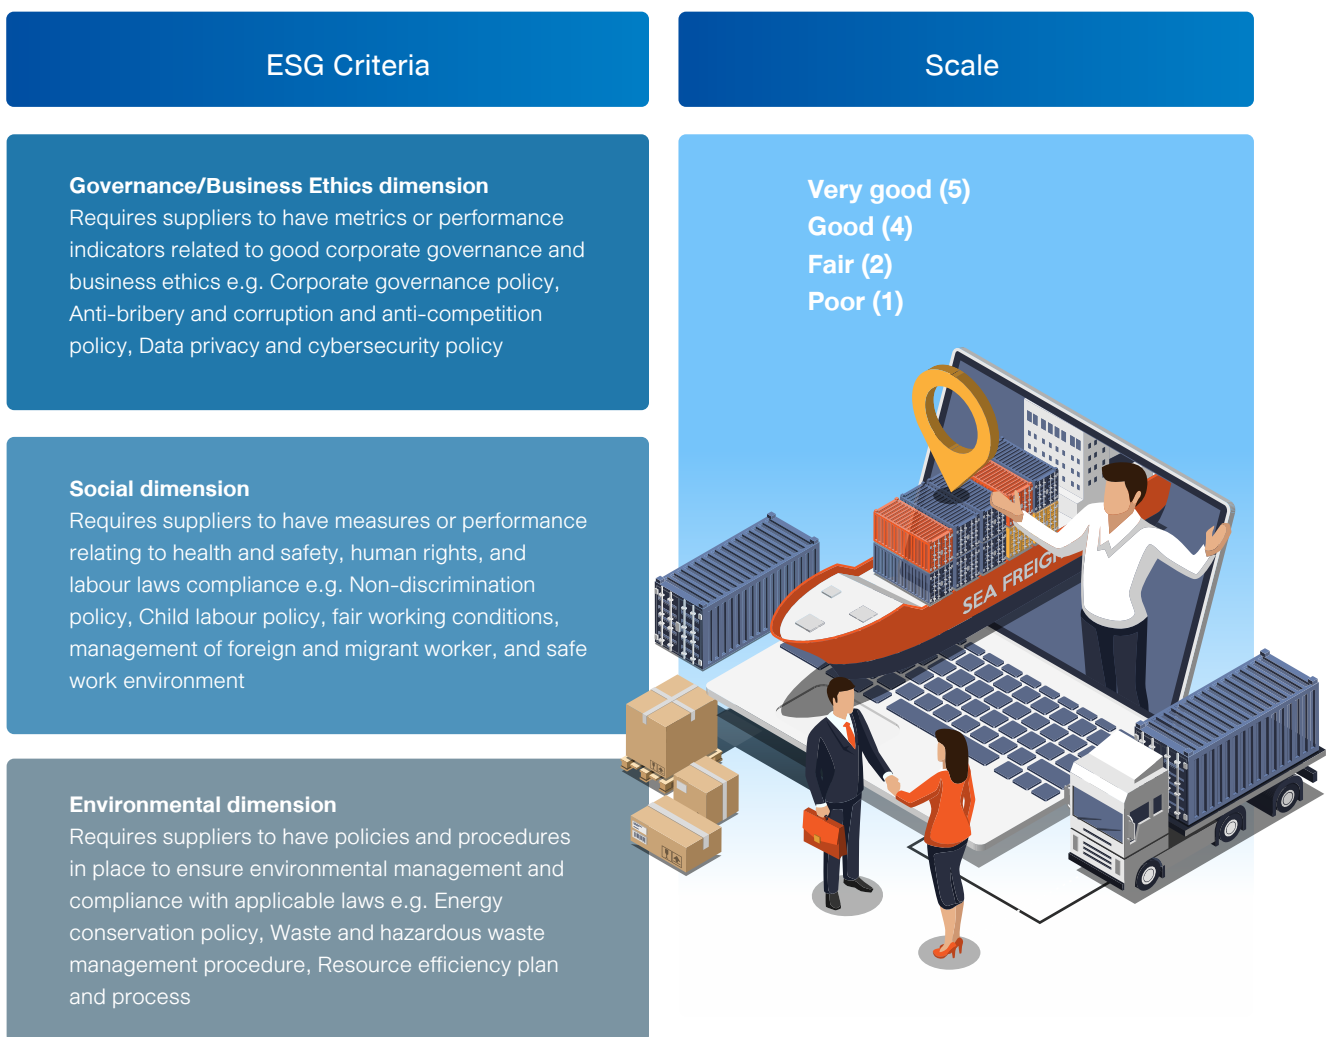 ESG Criteria
Scale
Governance/Business Ethics dimension
Requires suppliers to have metrics or performance
indicators related to good corporate governance and
business ethics e.g. Corporate governance policy,
Anti-bribery and corruption and anti-competition
policy, Data privacy and cybersecurity policy
Very good (5)
Good (4)
Fair (2)
Poor (1)
Social dimension
Requires suppliers to have measures or performance
relating to health and safety, human rights, and
labour laws compliance e.g. Non-discrimination
policy, Child labour policy, fair working conditions,
management of foreign and migrant worker, and safe
work environment
SEA FREIG
Environmental dimension
Requires suppliers to have policies and procedures
in place to ensure environmental management and
compliance with applicable laws e.g. Energy
conservation policy, Waste and hazardous waste
management procedure, Resource efficiency plan
and process